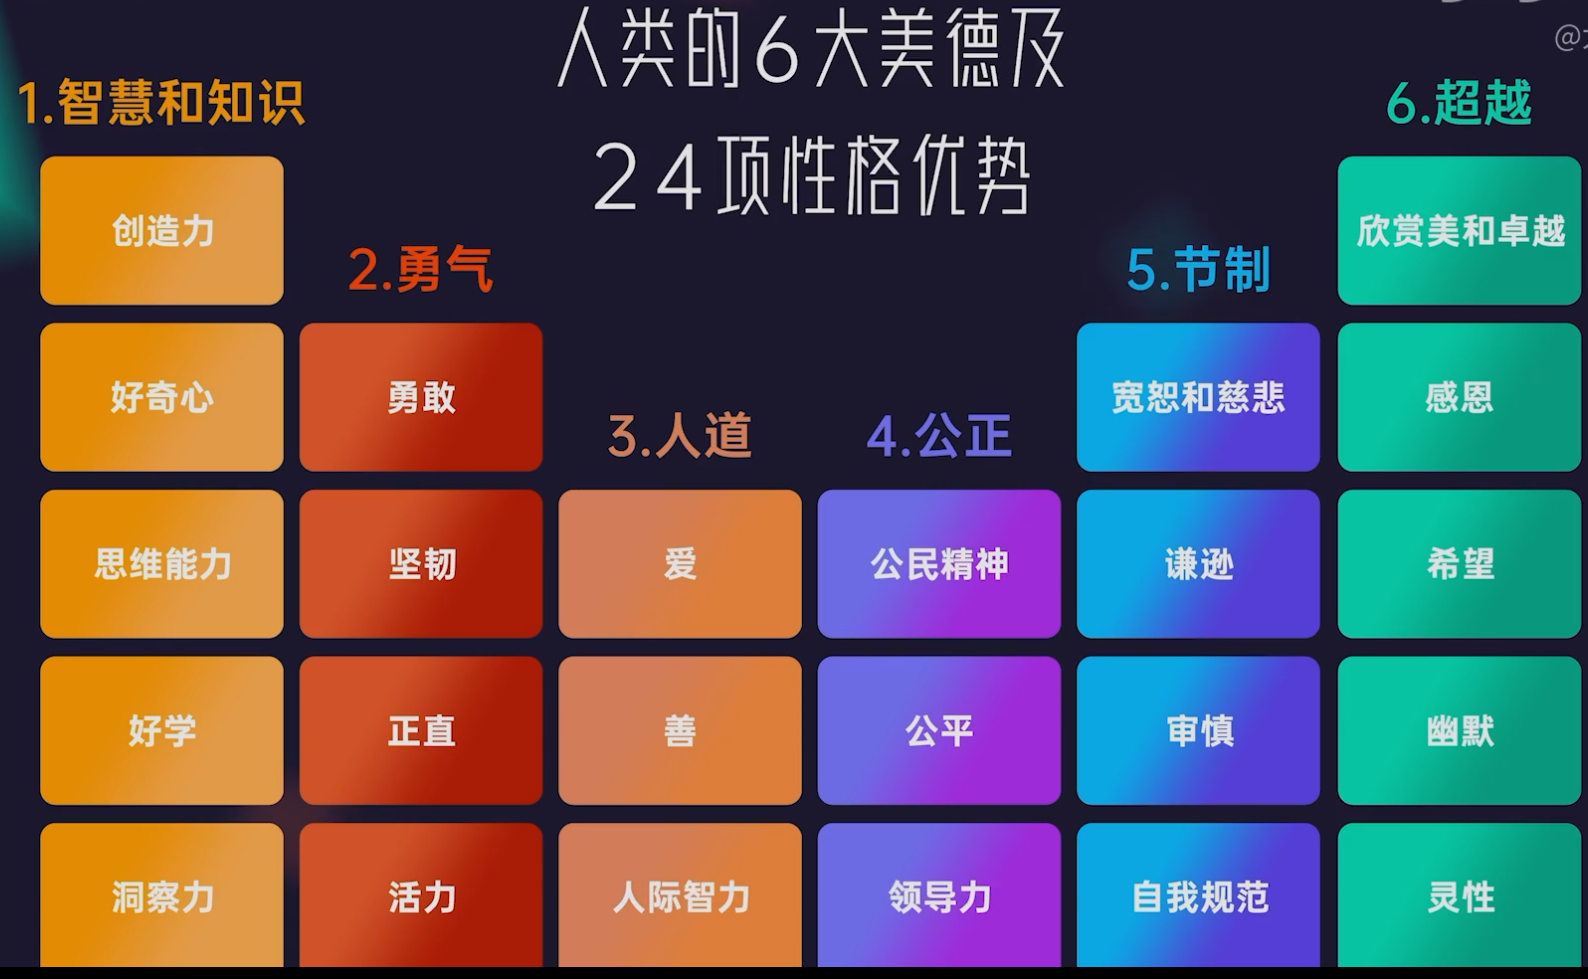 人类的6大美德及
24项性格优势
1.智慧和知识
创造力
好奇心
思维能力
好学
洞察力
2.勇气
勇敢
坚韧
正直
活力
3.人道
爱
善
人际智力
4.公正
公民精神
公平
领导力
5.节制
宽恕和慈悲
谦逊
审慎
自我规范
6.超越
欣赏美和卓越
感恩
希望
幽默
灵性